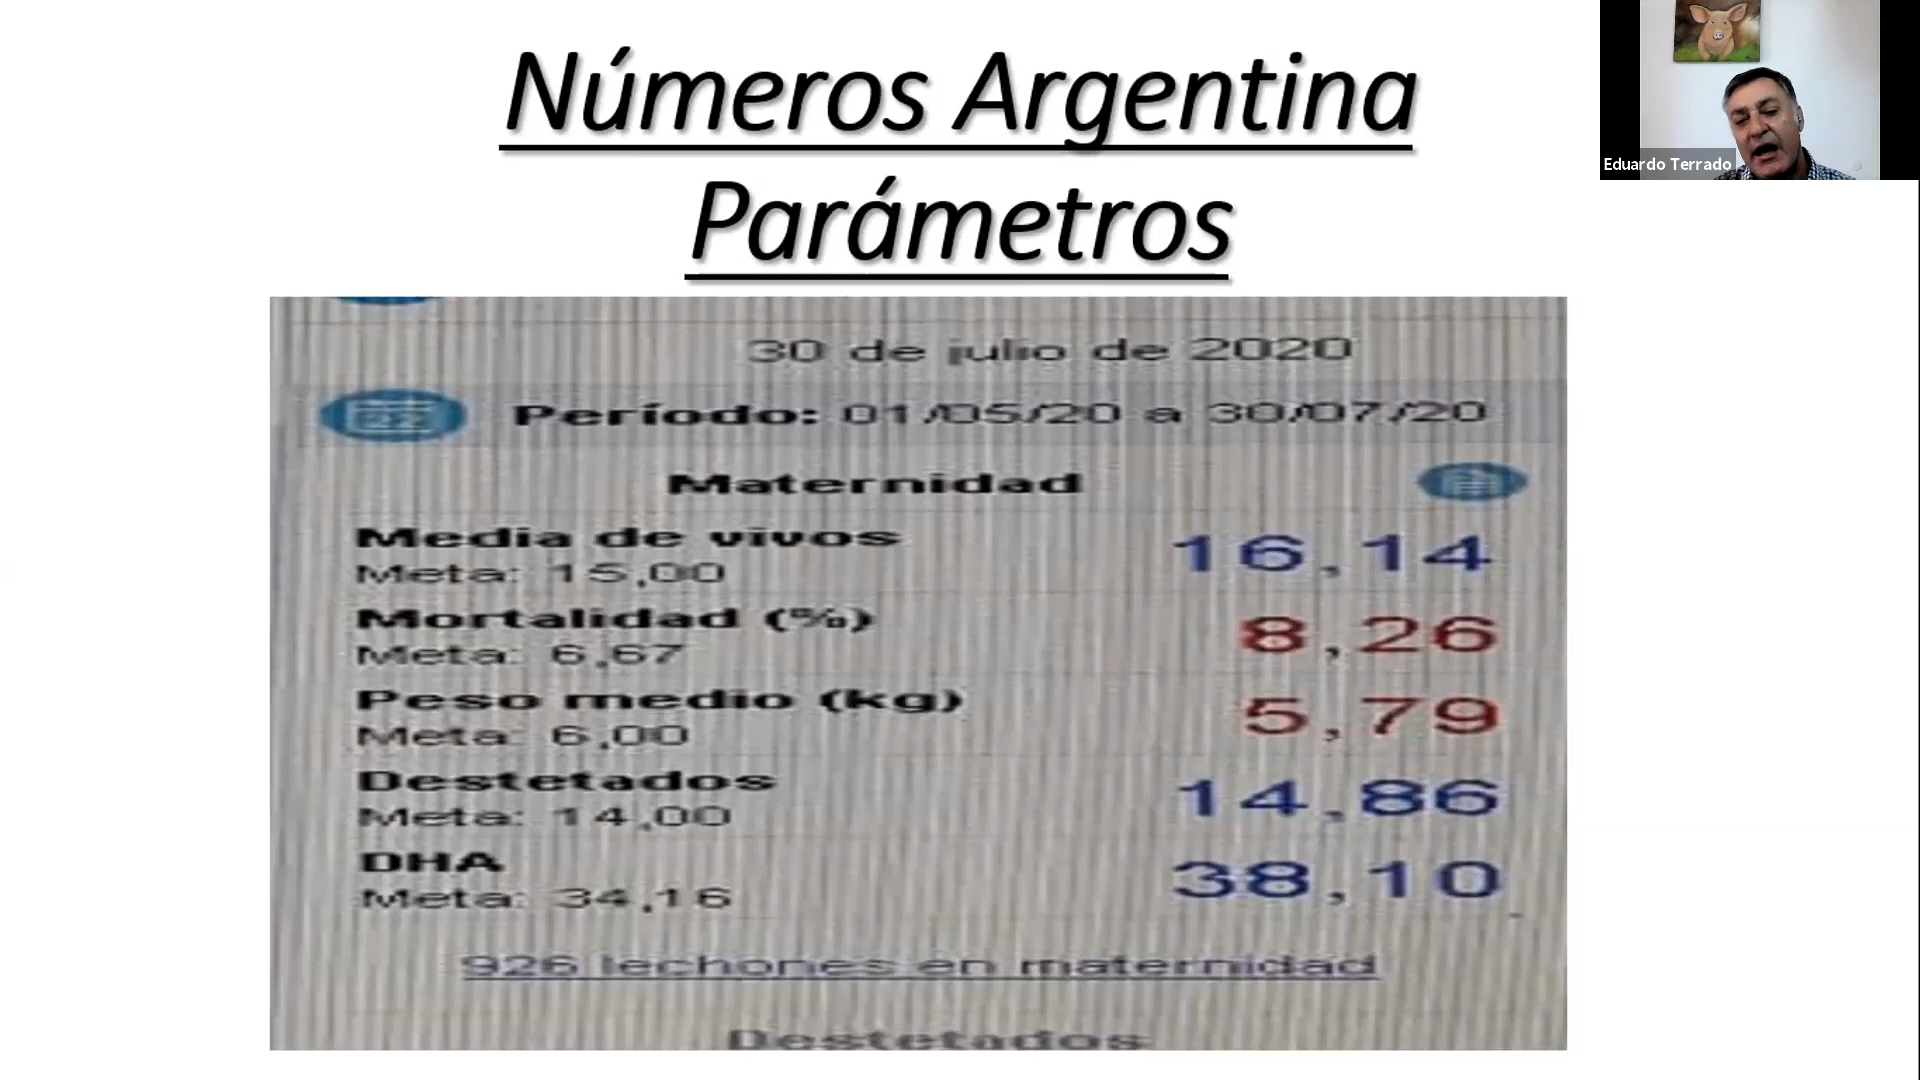 Números Argentina
Parámetros
Eduardo Terrado
30 de julio de 2020
Período: 01/05/20 a 30/07/20
Maternidad
Media de vivos
16,14
Meta: 15,00
Mortalidad (%)
8,26
Meta: 6,67
Peso medio (kg)
5,79
Meta: 6,00
Destetados
14,86
Meta: 14,00
DHA
38,10
Meta: 34,16
926 lechones en maternidad
Destetados